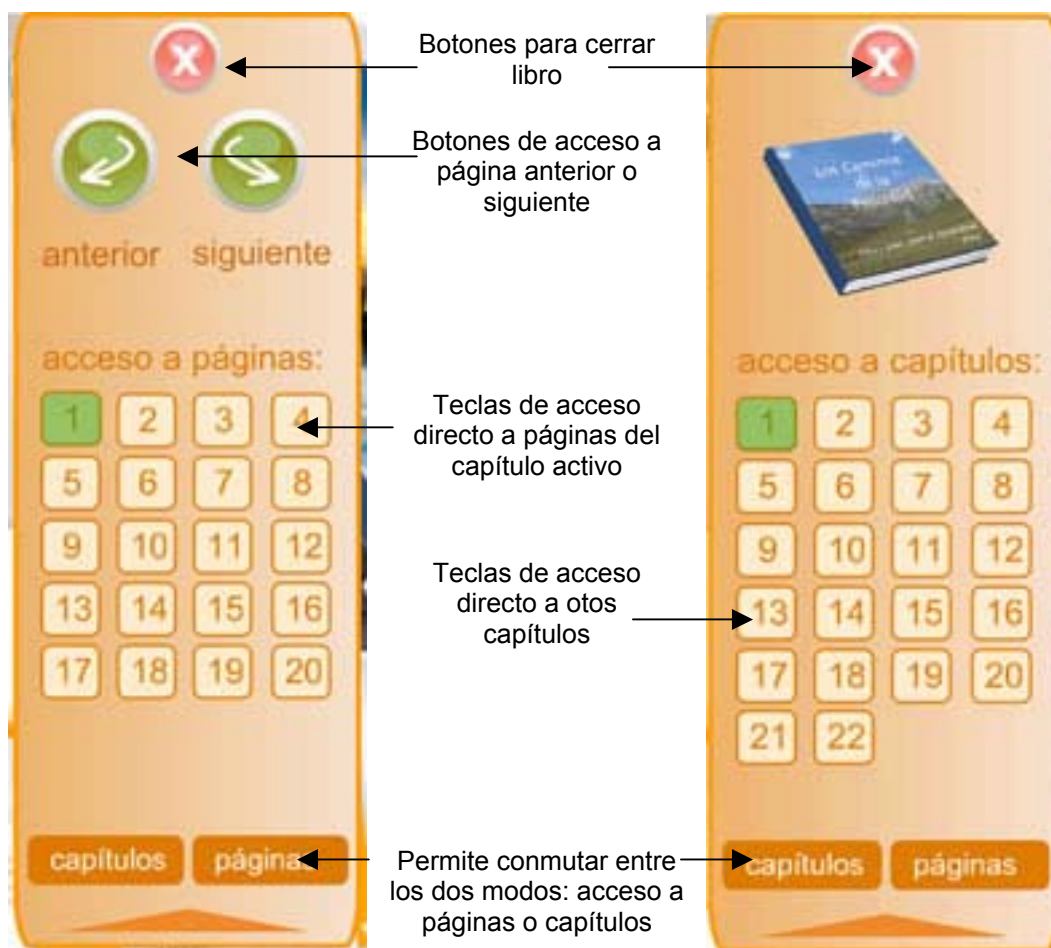 X
anterior siguiente
acceso a páginas:
1 2 3 4
5 6 7 8
9 10 11 12
13 14 15 16
17 18 19 20
capítulos páginas
Botones para cerrar
libro
Botones de acceso a
página anterior o
siguiente
Teclas de acceso
directo a páginas del
capítulo activo
Teclas de acceso
directo a otos
capítulos
Permite conmutar entre
los dos modos: acceso a
páginas o capítulos
X
de la
acceso a capítulos:
1 2 3 4
5 6 7 8
9 10 11 12
13 14 15 16
17 18 19 20
21 22
capítulos páginas